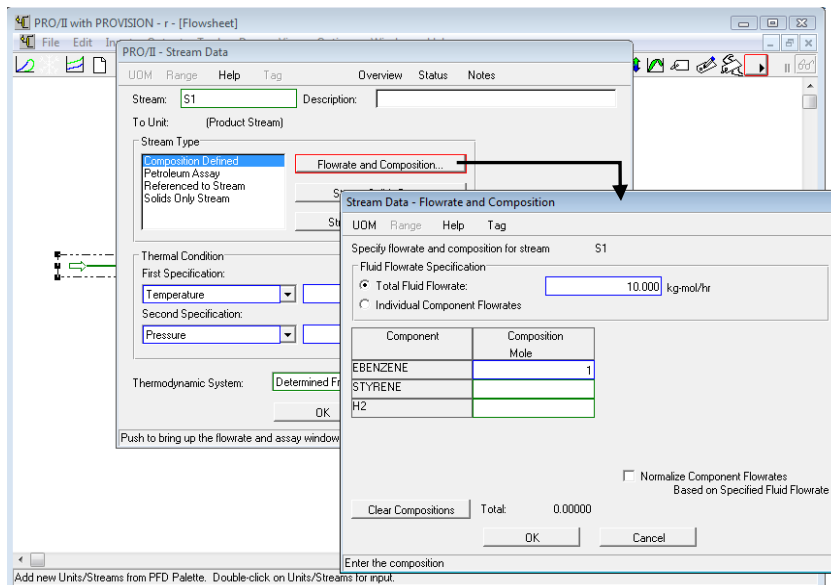 PRO/II with PROVISION - r - [Flowsheet]
File Edit
PRO/II - Stream Data
UOM Range Help Tag Overview Status Notes
Stream: S1 Description:
To Unit: (Product Stream)
Stream Type
Composition Defined
Petroleum Assay
Referenced to Stream
Solids Only Stream
Flowrate and Composition...
Thermal Condition
First Specification:
Temperature
Second Specification:
Pressure
Thermodynamic System: Determined Fr
OK
Push to bring up the flowrate and assay window
Stream Data - Flowrate and Composition
UOM Range Help Tag
Specify flowrate and composition for stream S1
Fluid Flowrate Specification
Total Fluid Flowrate: 10.000 kg-mol/hr
Individual Component Flowrates
Component Composition
Mole
EBENZENE 1
STYRENE
H2
Normalize Component Flowrates
Based on Specified Fluid Flowrate
Clear Compositions Total: 0.00000
OK Cancel
Enter the composition
Add new Units/Streams from PFD Palette. Double-click on Units/Streams for input.